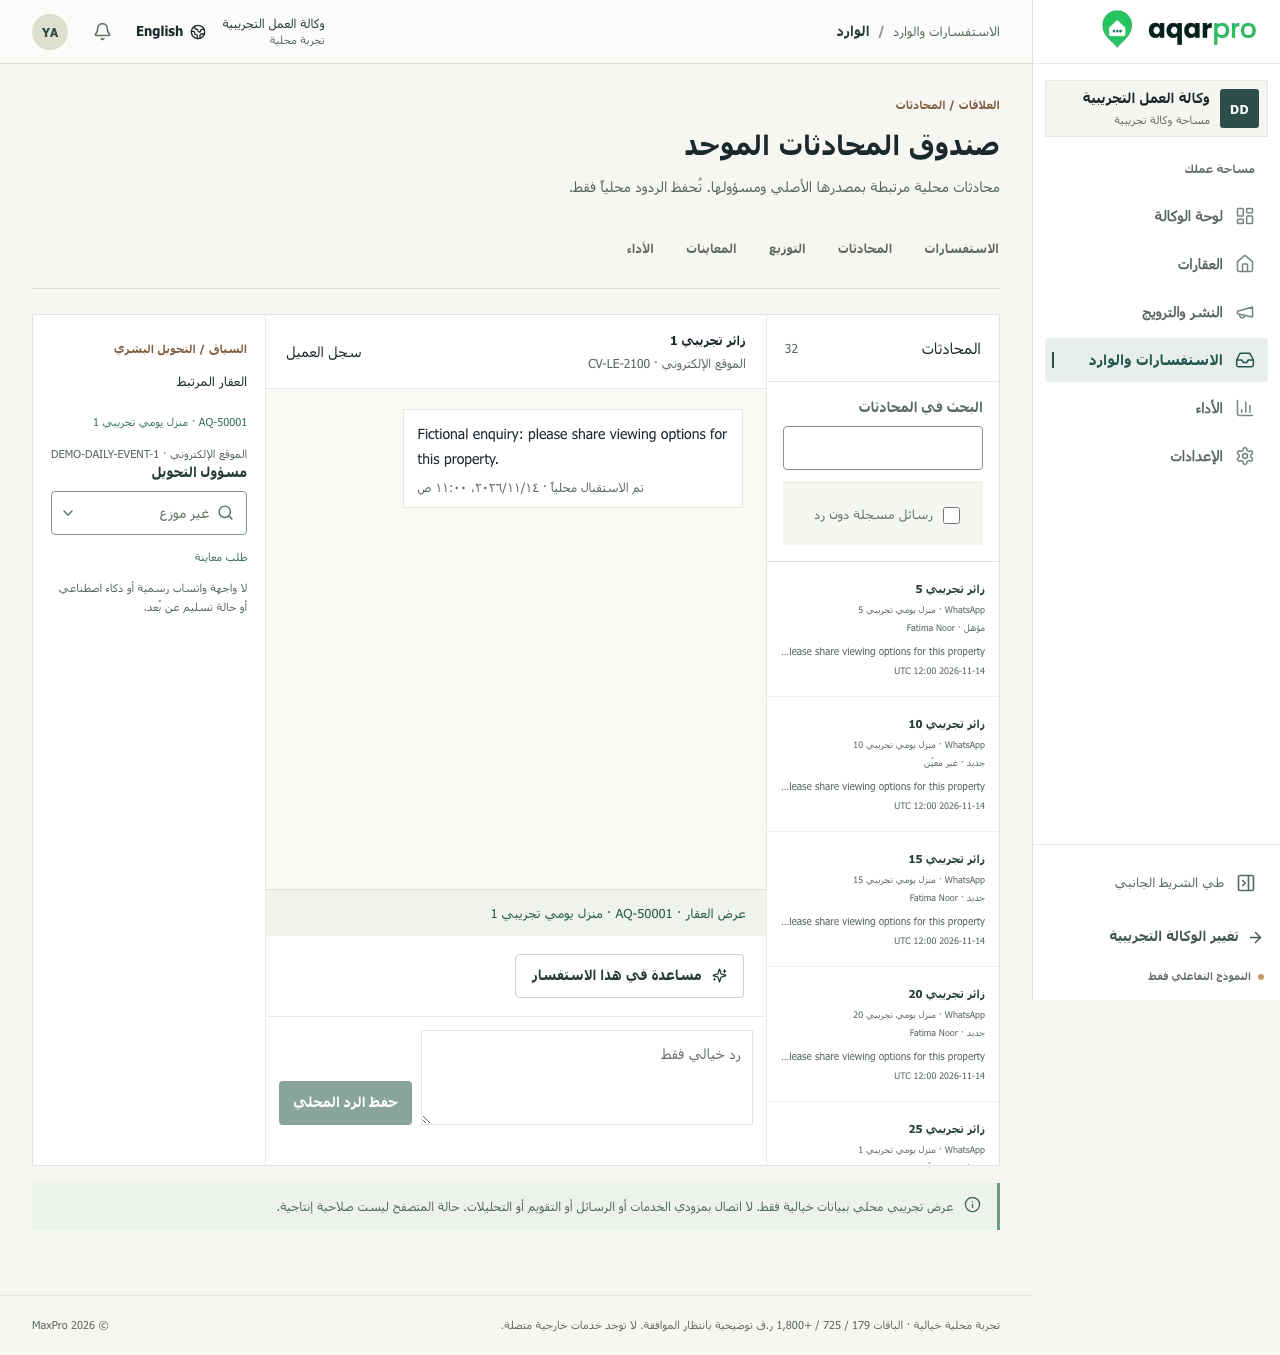 aqarpro
DD
وكالة العمل التجريبية
مساحة وكالة تجريبية
مساحة عملك
لوحة الوكالة
العقارات
النشر والترويج
الاستفسارات والوارد
الأداء
الإعدادات
طي الشريط الجانبي
تغيير الوكالة التجريبية
النموذج التفاعلي فقط
الاستفسارات والوارد / الوارد
وكالة العمل التجريبية
تجربة محلية
English
YA
العلاقات / المحادثات
صندوق المحادثات الموحد
محادثات محلية مرتبطة بمصدرها الأصلي ومسؤولها. تُحفظ الردود محلياً فقط.
الاستفسارات
المحادثات
التوزيع
المعاينات
الأداء
المحادثات
32
البحث في المحادثات
رسائل مسجلة دون رد
زائر تجريبي 5
WhatsApp · منزل يومي تجريبي 5
مؤهل · Fatima Noor
...lease share viewing options for this property
2026-11-14 12:00 UTC
زائر تجريبي 10
WhatsApp · منزل يومي تجريبي 10
جديد · غير معيّن
...lease share viewing options for this property
2026-11-14 12:00 UTC
زائر تجريبي 15
WhatsApp · منزل يومي تجريبي 15
جديد · Fatima Noor
...lease share viewing options for this property
2026-11-14 12:00 UTC
زائر تجريبي 20
WhatsApp · منزل يومي تجريبي 20
جديد · Fatima Noor
...lease share viewing options for this property
2026-11-14 12:00 UTC
زائر تجريبي 25
WhatsApp · منزل يومي تجريبي 1
زائر تجريبي 1
الموقع الإلكتروني · CV-LE-2100
سجل العميل
Fictional enquiry: please share viewing options for
this property.
تم الاستقبال محلياً · ١٤‏/١١‏/٢٠٢٦، ١١:٠٠ ص
عرض العقار · AQ-50001 · منزل يومي تجريبي 1
مساعدة في هذا الاستفسار
رد خيالي فقط
حفظ الرد المحلي
السياق / التحويل البشري
العقار المرتبط
AQ-50001 · منزل يومي تجريبي 1
الموقع الإلكتروني · DEMO-DAILY-EVENT-1
مسؤول التحويل
غير موزع
طلب معاينة
لا واجهة واتساب رسمية أو ذكاء اصطناعي
أو حالة تسليم عن بُعد.
عرض تجريبي محلي ببيانات خيالية فقط. لا اتصال بمزودي الخدمات أو الرسائل أو التقويم أو التحليلات. حالة المتصفح ليست صلاحية إنتاجية.
تجربة محلية خيالية · الباقات 179 / 725 / +1,800 ر.ق توضيحية بانتظار الموافقة. لا توجد خدمات خارجية متصلة.
© 2026 MaxPro